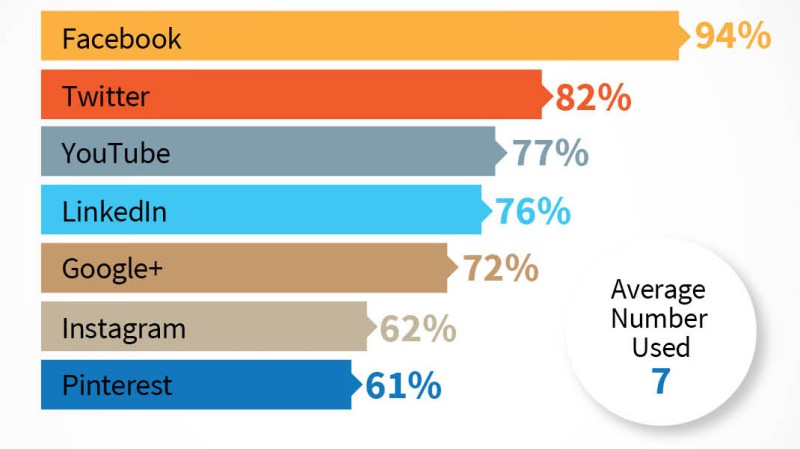 Facebook 94%
Twitter 82%
YouTube 77%
LinkedIn 76%
Google+ 72%
Instagram 62%
Pinterest 61%
Average
Number
Used
7